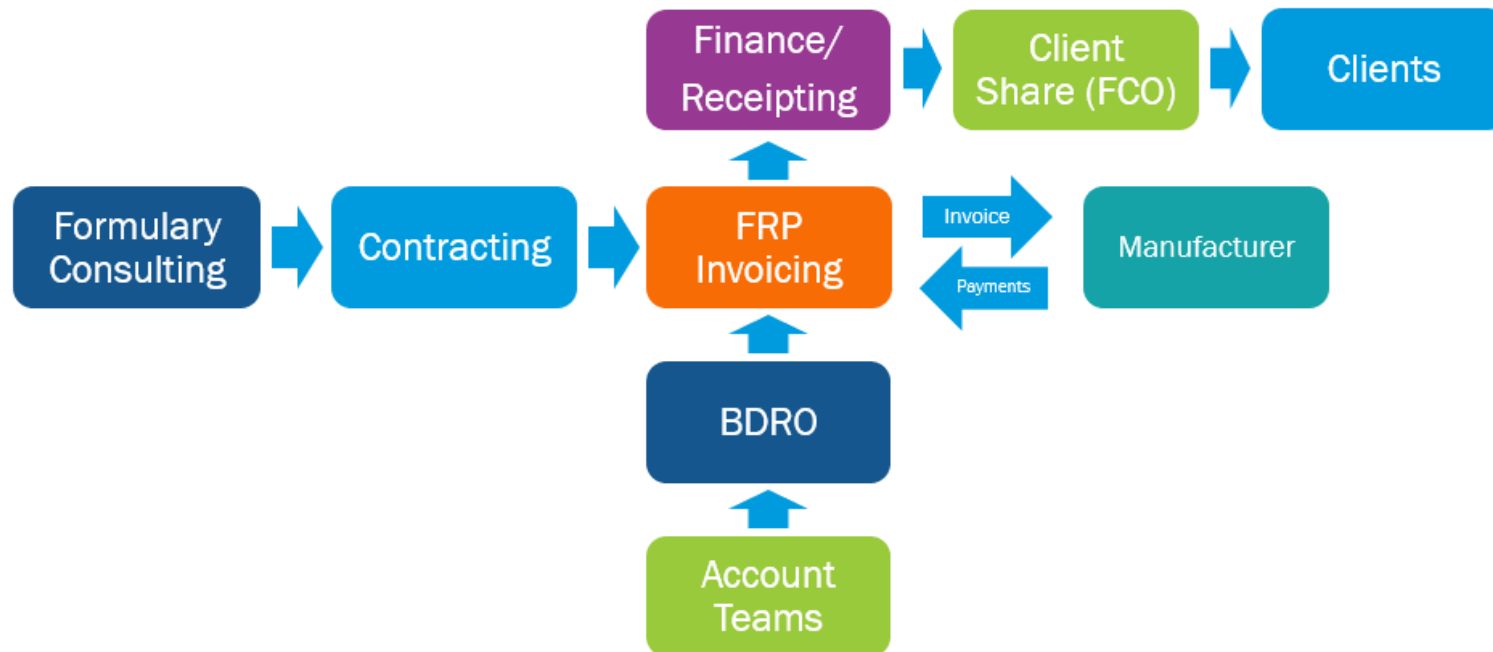 Finance/
Receipting
Client
Share (FCO)
Clients
Formulary
Consulting
Contracting
FRP
Invoicing
Invoice
Payments
Manufacturer
BDRO
Account
Teams